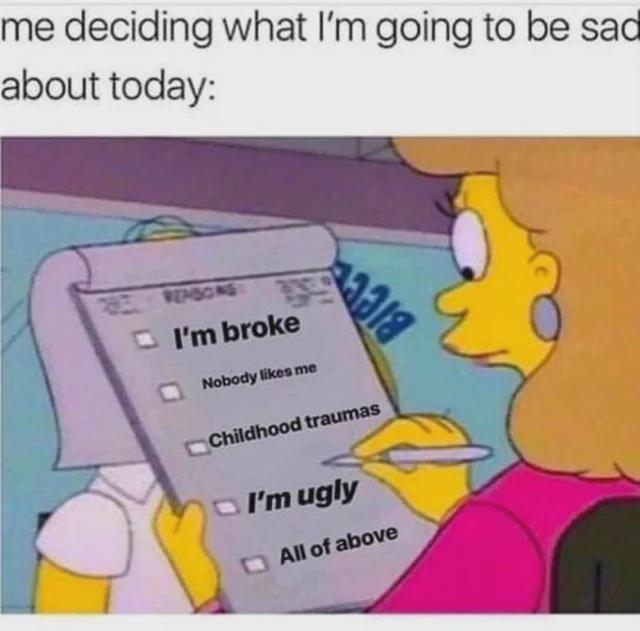 me deciding what I'm going to be sad
about today:
REASONS
I'm broke
Nobody likes me
Childhood traumas
I'm ugly
All of above